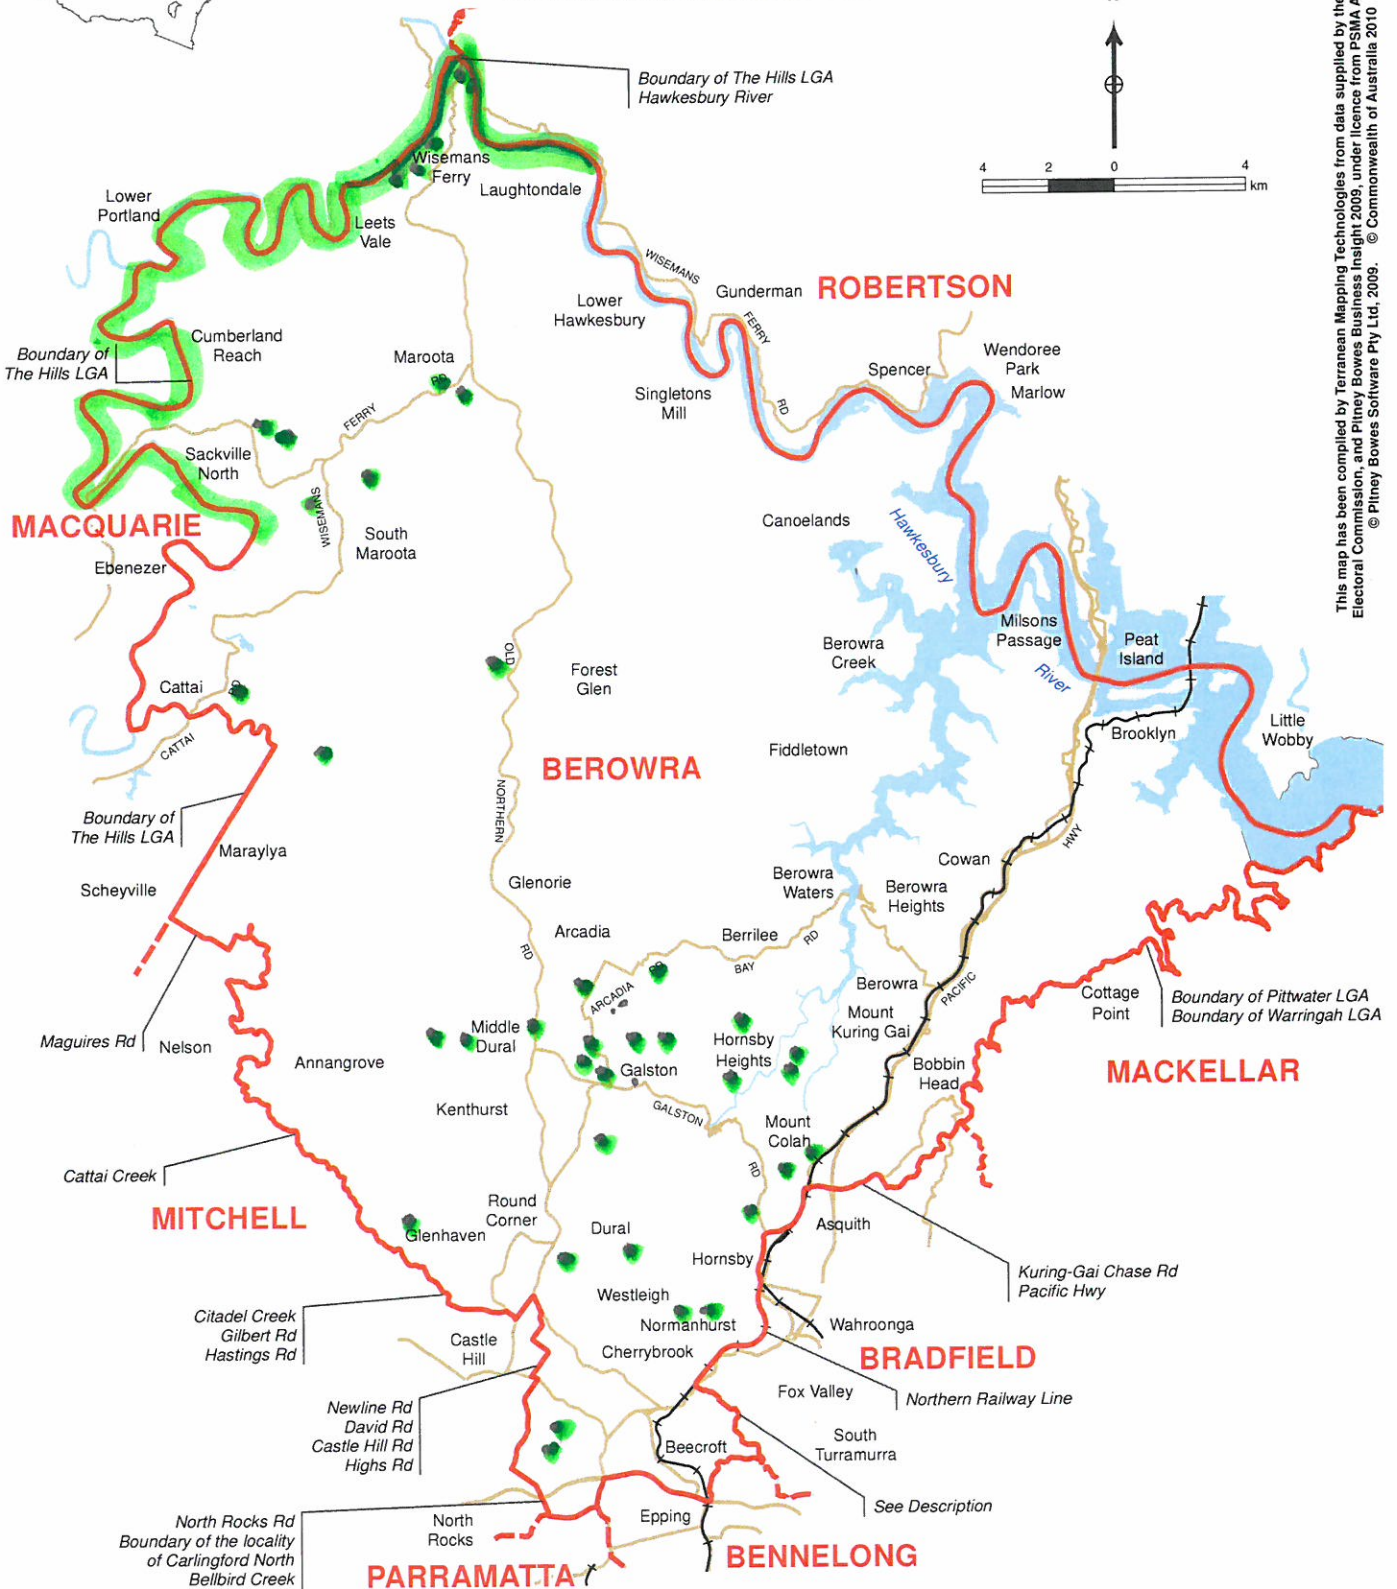 Boundary of The Hills LGA
Hawkesbury River
4 2 0 4
km
This map has been compiled by Terranean Mapping Technologies from data supplied by the
Electoral Commission, and Pitney Bowes Business Insight 2009, under licence from PSMA A
© Pitney Bowes Software Pty Ltd, 2009. © Commonwealth of Australia 2010
Wisemans
Ferry
Laughtondale
Lower
Portland
Leets
Vale
WISEMANS
Gunderman
ROBERTSON
Lower
Hawkesbury
FERRY
Cumberland
Reach
Boundary of
The Hills LGA
Maroota
RD
Wendoree
Park
Spencer
Marlow
Singletons
Mill
RD
FERRY
Sackville
North
WISEMANS
MACQUARIE
South
Maroota
Canoelands
Hawkesbury
Ebenezer
Milsons
Passage
Peat
Island
Berowra
Creek
River
OLD
Forest
Glen
Cattai
RD
CATTAI
Little
Wobby
Brooklyn
Fiddletown
BEROWRA
NORTHERN
Boundary of
The Hills LGA
Maraylya
HWY
Cowan
Scheyville
Glenorie
Berowra
Waters
Berowra
Heights
Arcadia
Berrilee
RD
RD
BAY
RD
ARCADIA
Berowra
PACIFIC
Cottage
Point
Boundary of Pittwater LGA
Boundary of Warringah LGA
Mount
Kuring Gai
Middle
Dural
Hornsby
Heights
Maguires Rd
Nelson
Annangrove
Galston
Bobbin
Head
MACKELLAR
Kenthurst
GALSTON
Mount
Colah
RD
Cattai Creek
MITCHELL
Round
Corner
Glenhaven
Dural
Asquith
Hornsby
Kuring-Gai Chase Rd
Pacific Hwy
Westleigh
Citadel Creek
Gilbert Rd
Hastings Rd
Normanhurst
Wahroonga
Castle
Hill
Cherrybrook
BRADFIELD
Fox Valley
Northern Railway Line
Newline Rd
David Rd
Castle Hill Rd
Highs Rd
Beecroft
South
Turramurra
See Description
North Rocks Rd
Boundary of the locality
of Carlingford North
Bellbird Creek
North
Rocks
Epping
PARRAMATTA
BENNELONG